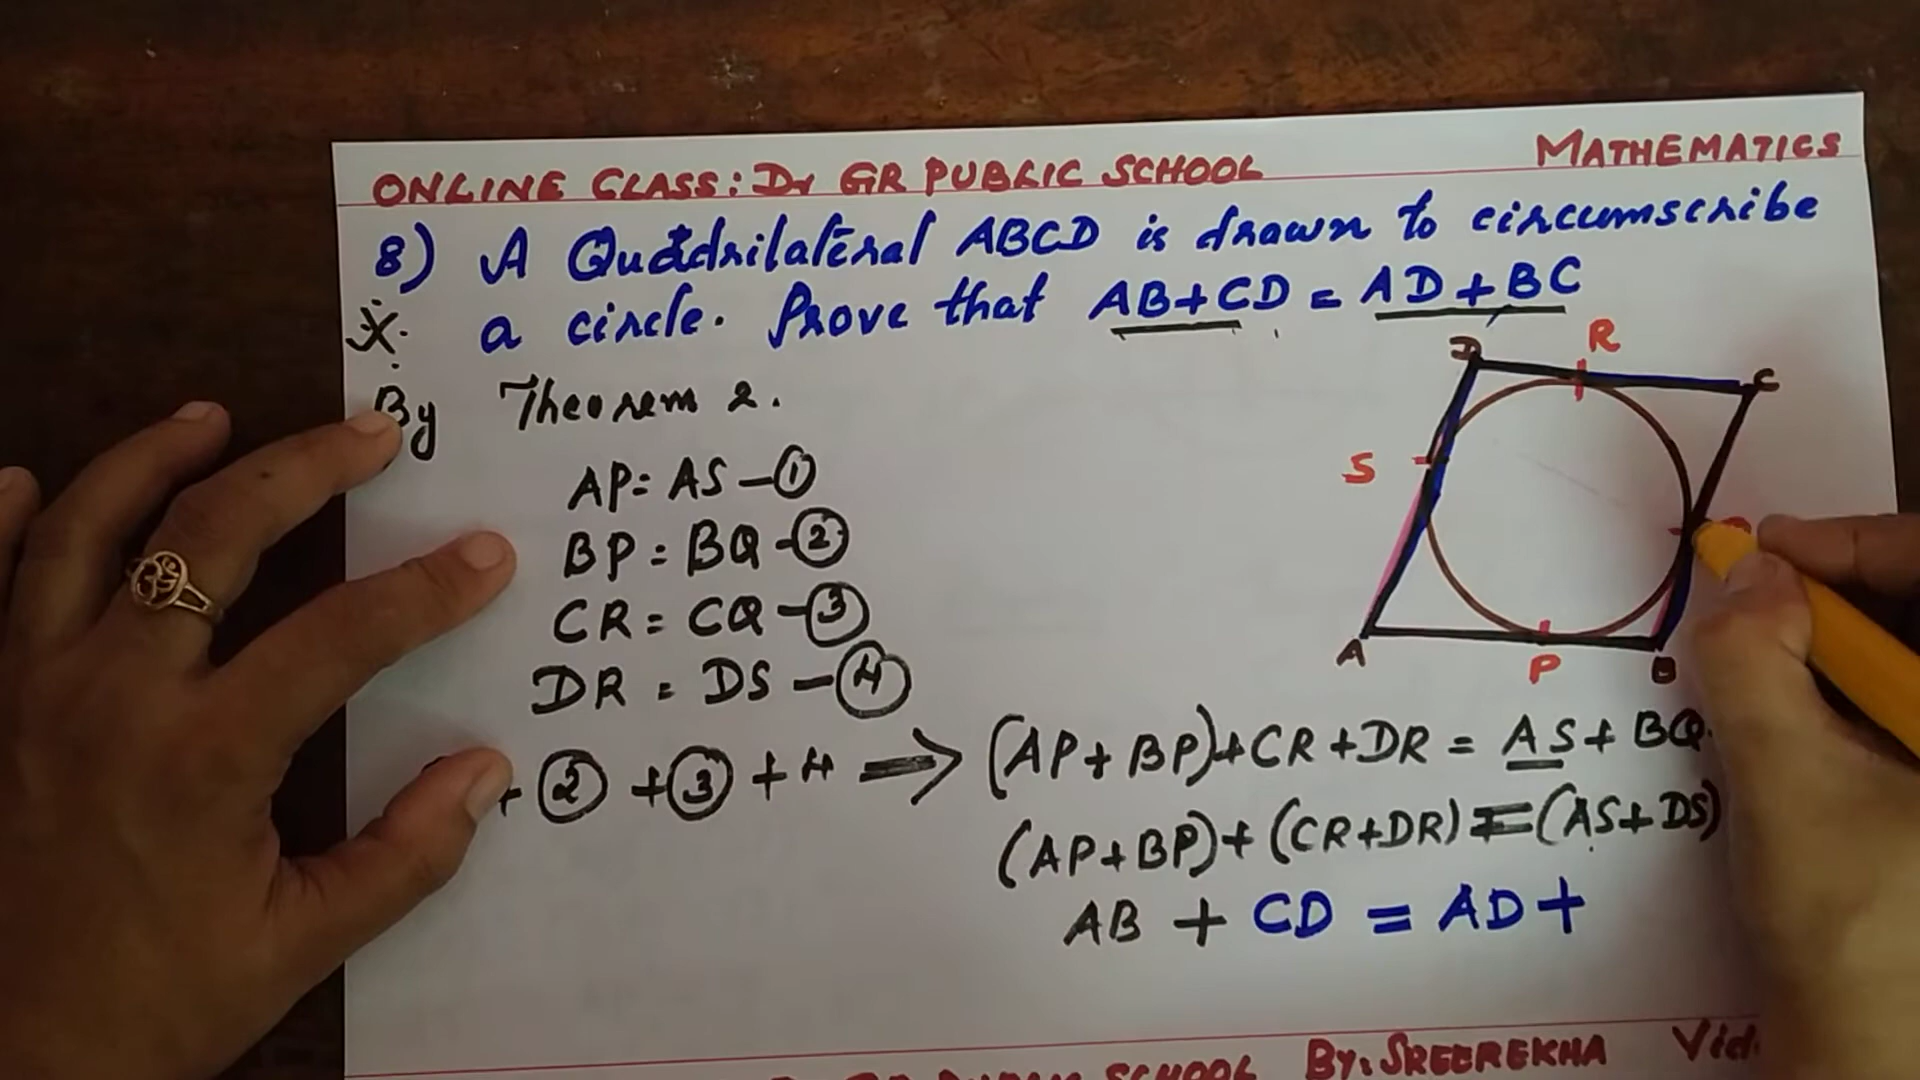 ONLINE CLASS: Dr GR PUBLIC SCHOOL MATHEMATICS
8) A Quadrilateral ABCD is drawn to circumscribe
a circle. Prove that AB+CD = AD+BC
By Theorem 2.
AP = AS - 1
BP = BQ - 2
CR = CQ - 3
DR = DS - 4
+ 2 + 3 + 4 ⟹ (AP+BP)+CR+DR = AS+BQ
(AP+BP)+(CR+DR) = (AS+DS)
AB + CD = AD +
D
R
C
S
A
P
B
PUBLIC SCHOOL By: SREEREKHA